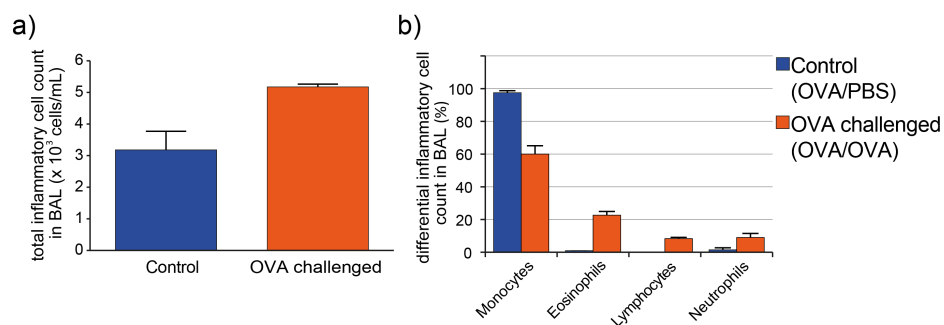 a)
total inflammatory cell count
in BAL (x 10³ cells/mL)
6
5
4
3
2
1
0
Control
OVA challenged
b)
differential inflammatory cell
count in BAL (%)
100
80
60
40
20
0
Monocytes
Eosinophils
Lymphocytes
Neutrophils
Control
(OVA/PBS)
OVA challenged
(OVA/OVA)